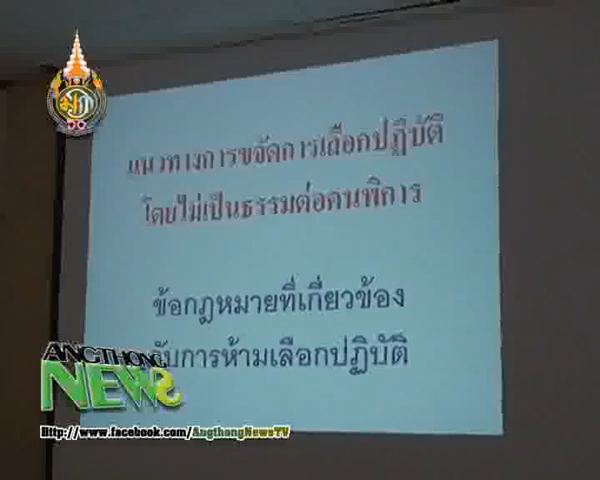 แนวทางการขจัดการเลือกปฏิบัติ
โดยไม่เป็นธรรมต่อคนพิการ
ข้อกฎหมายที่เกี่ยวข้อง
กับการห้ามเลือกปฏิบัติ
ANGTHONG
NEWS
Http://www.facebook.com/AngthongNewsTV